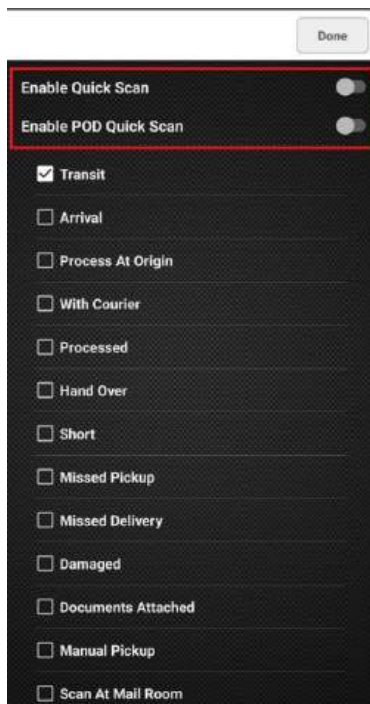 Done
Enable Quick Scan
Enable POD Quick Scan
Transit
Arrival
Process At Origin
With Courier
Processed
Hand Over
Short
Missed Pickup
Missed Delivery
Damaged
Documents Attached
Manual Pickup
Scan At Mail Room